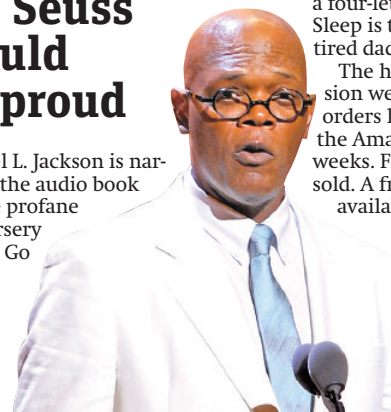 Seuss
uld
proud
l L. Jackson is nar-
the audio book
profane
rsery
Go
a four-le
Sleep is t
tired dad
The h
sion we
orders
the Ama
weeks. F
sold. A fr
availa